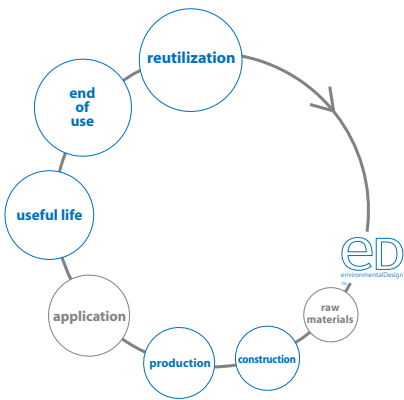 reutilization
end
of
use
useful life
eD
environmentalDesign
™
application
raw
materials
production
construction